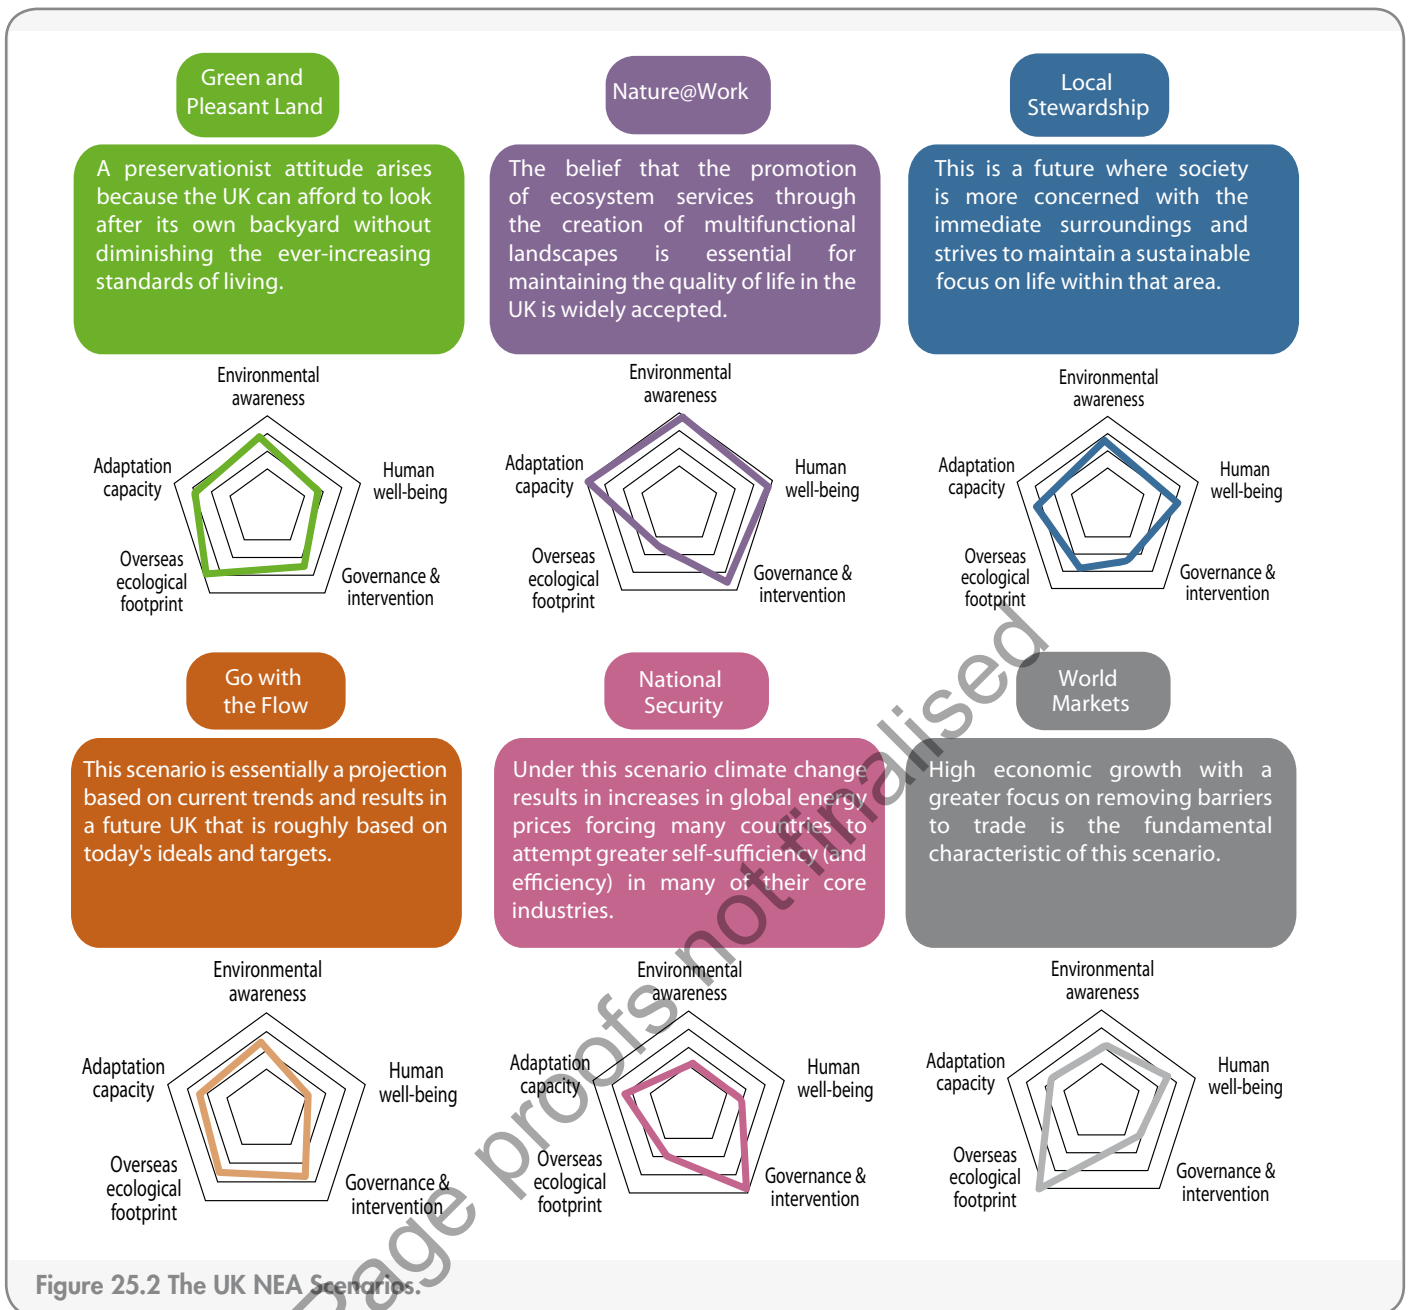 Green and
Pleasant Land
A preservationist attitude arises
because the UK can afford to look
after its own backyard without
diminishing the ever-increasing
standards of living.
Environmental
awareness
Adaptation
capacity
Human
well-being
Overseas
ecological
footprint
Governance &
intervention
Nature@Work
The belief that the promotion
of ecosystem services through
the creation of multifunctional
landscapes is essential for
maintaining the quality of life in the
UK is widely accepted.
Environmental
awareness
Adaptation
capacity
Human
well-being
Overseas
ecological
footprint
Governance &
intervention
Local
Stewardship
This is a future where society
is more concerned with the
immediate surroundings and
strives to maintain a sustainable
focus on life within that area.
Environmental
awareness
Adaptation
capacity
Human
well-being
Overseas
ecological
footprint
Governance &
intervention
Go with
the Flow
This scenario is essentially a projection
based on current trends and results in
a future UK that is roughly based on
today's ideals and targets.
Environmental
awareness
Adaptation
capacity
Human
well-being
Overseas
ecological
footprint
Governance &
intervention
National
Security
Under this scenario climate change
results in increases in global energy
prices forcing many countries to
attempt greater self-sufficiency (and
efficiency) in many of their core
industries.
Environmental
awareness
Adaptation
capacity
Human
well-being
Overseas
ecological
footprint
Governance &
intervention
World
Markets
High economic growth with a
greater focus on removing barriers
to trade is the fundamental
characteristic of this scenario.
Environmental
awareness
Adaptation
capacity
Human
well-being
Overseas
ecological
footprint
Governance &
intervention
Page proofs not finalised
Figure 25.2 The UK NEA Scenarios.